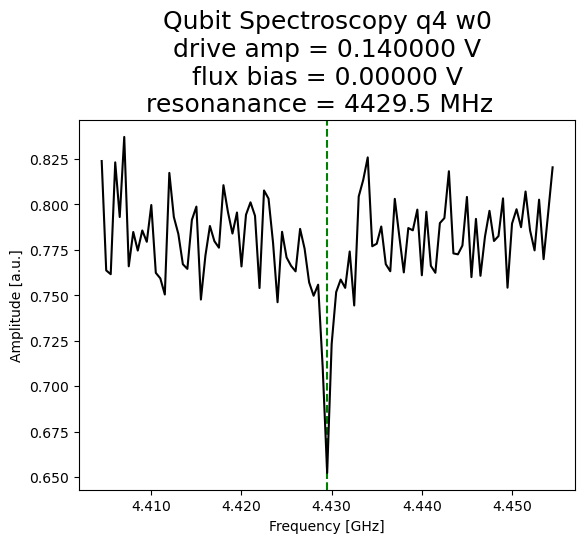 Qubit Spectroscopy q4 w0
drive amp = 0.140000 V
flux bias = 0.00000 V
resonanance = 4429.5 MHz
0.825
0.800
0.775
0.750
0.725
0.700
0.675
0.650
Amplitude [a.u.]
4.410 4.420 4.430 4.440 4.450
Frequency [GHz]